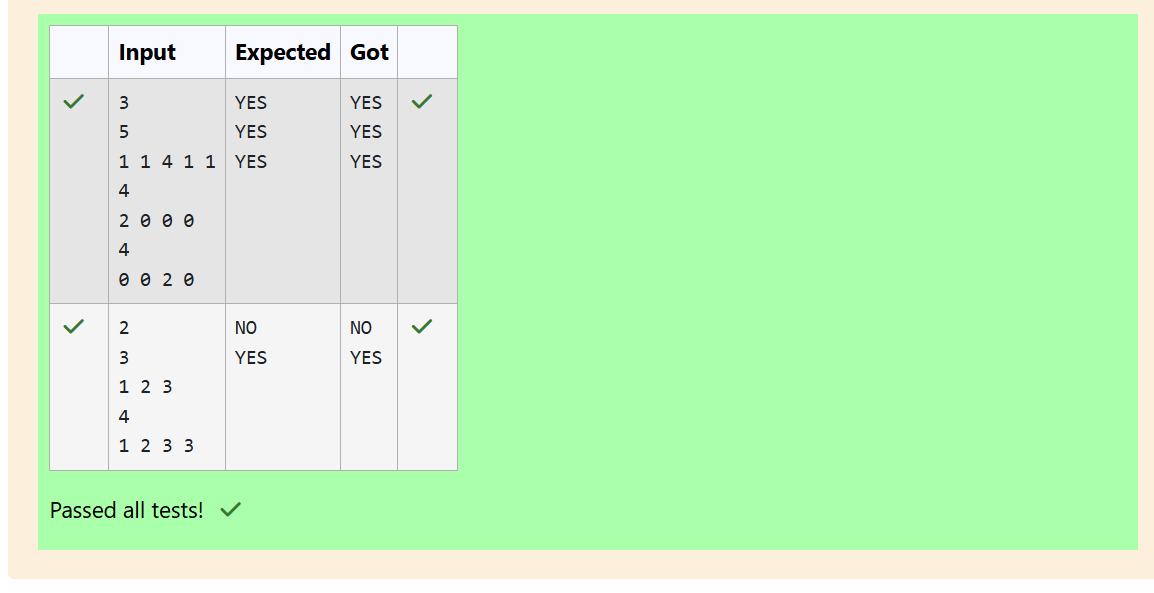 Input Expected Got
3 YES YES
5 YES YES
1 1 4 1 1 YES YES
4
2 0 0 0
4
0 0 2 0
2 NO NO
3 YES YES
1 2 3
4
1 2 3 3
Passed all tests!